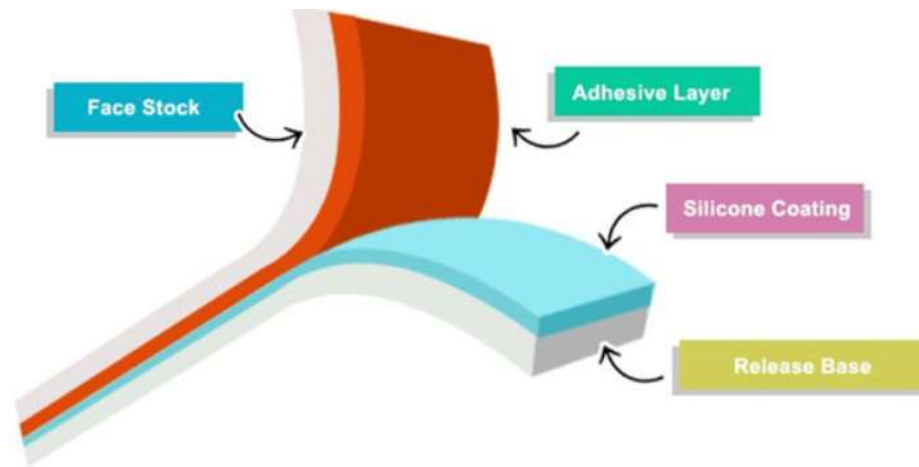 Face Stock
Adhesive Layer
Silicone Coating
Release Base